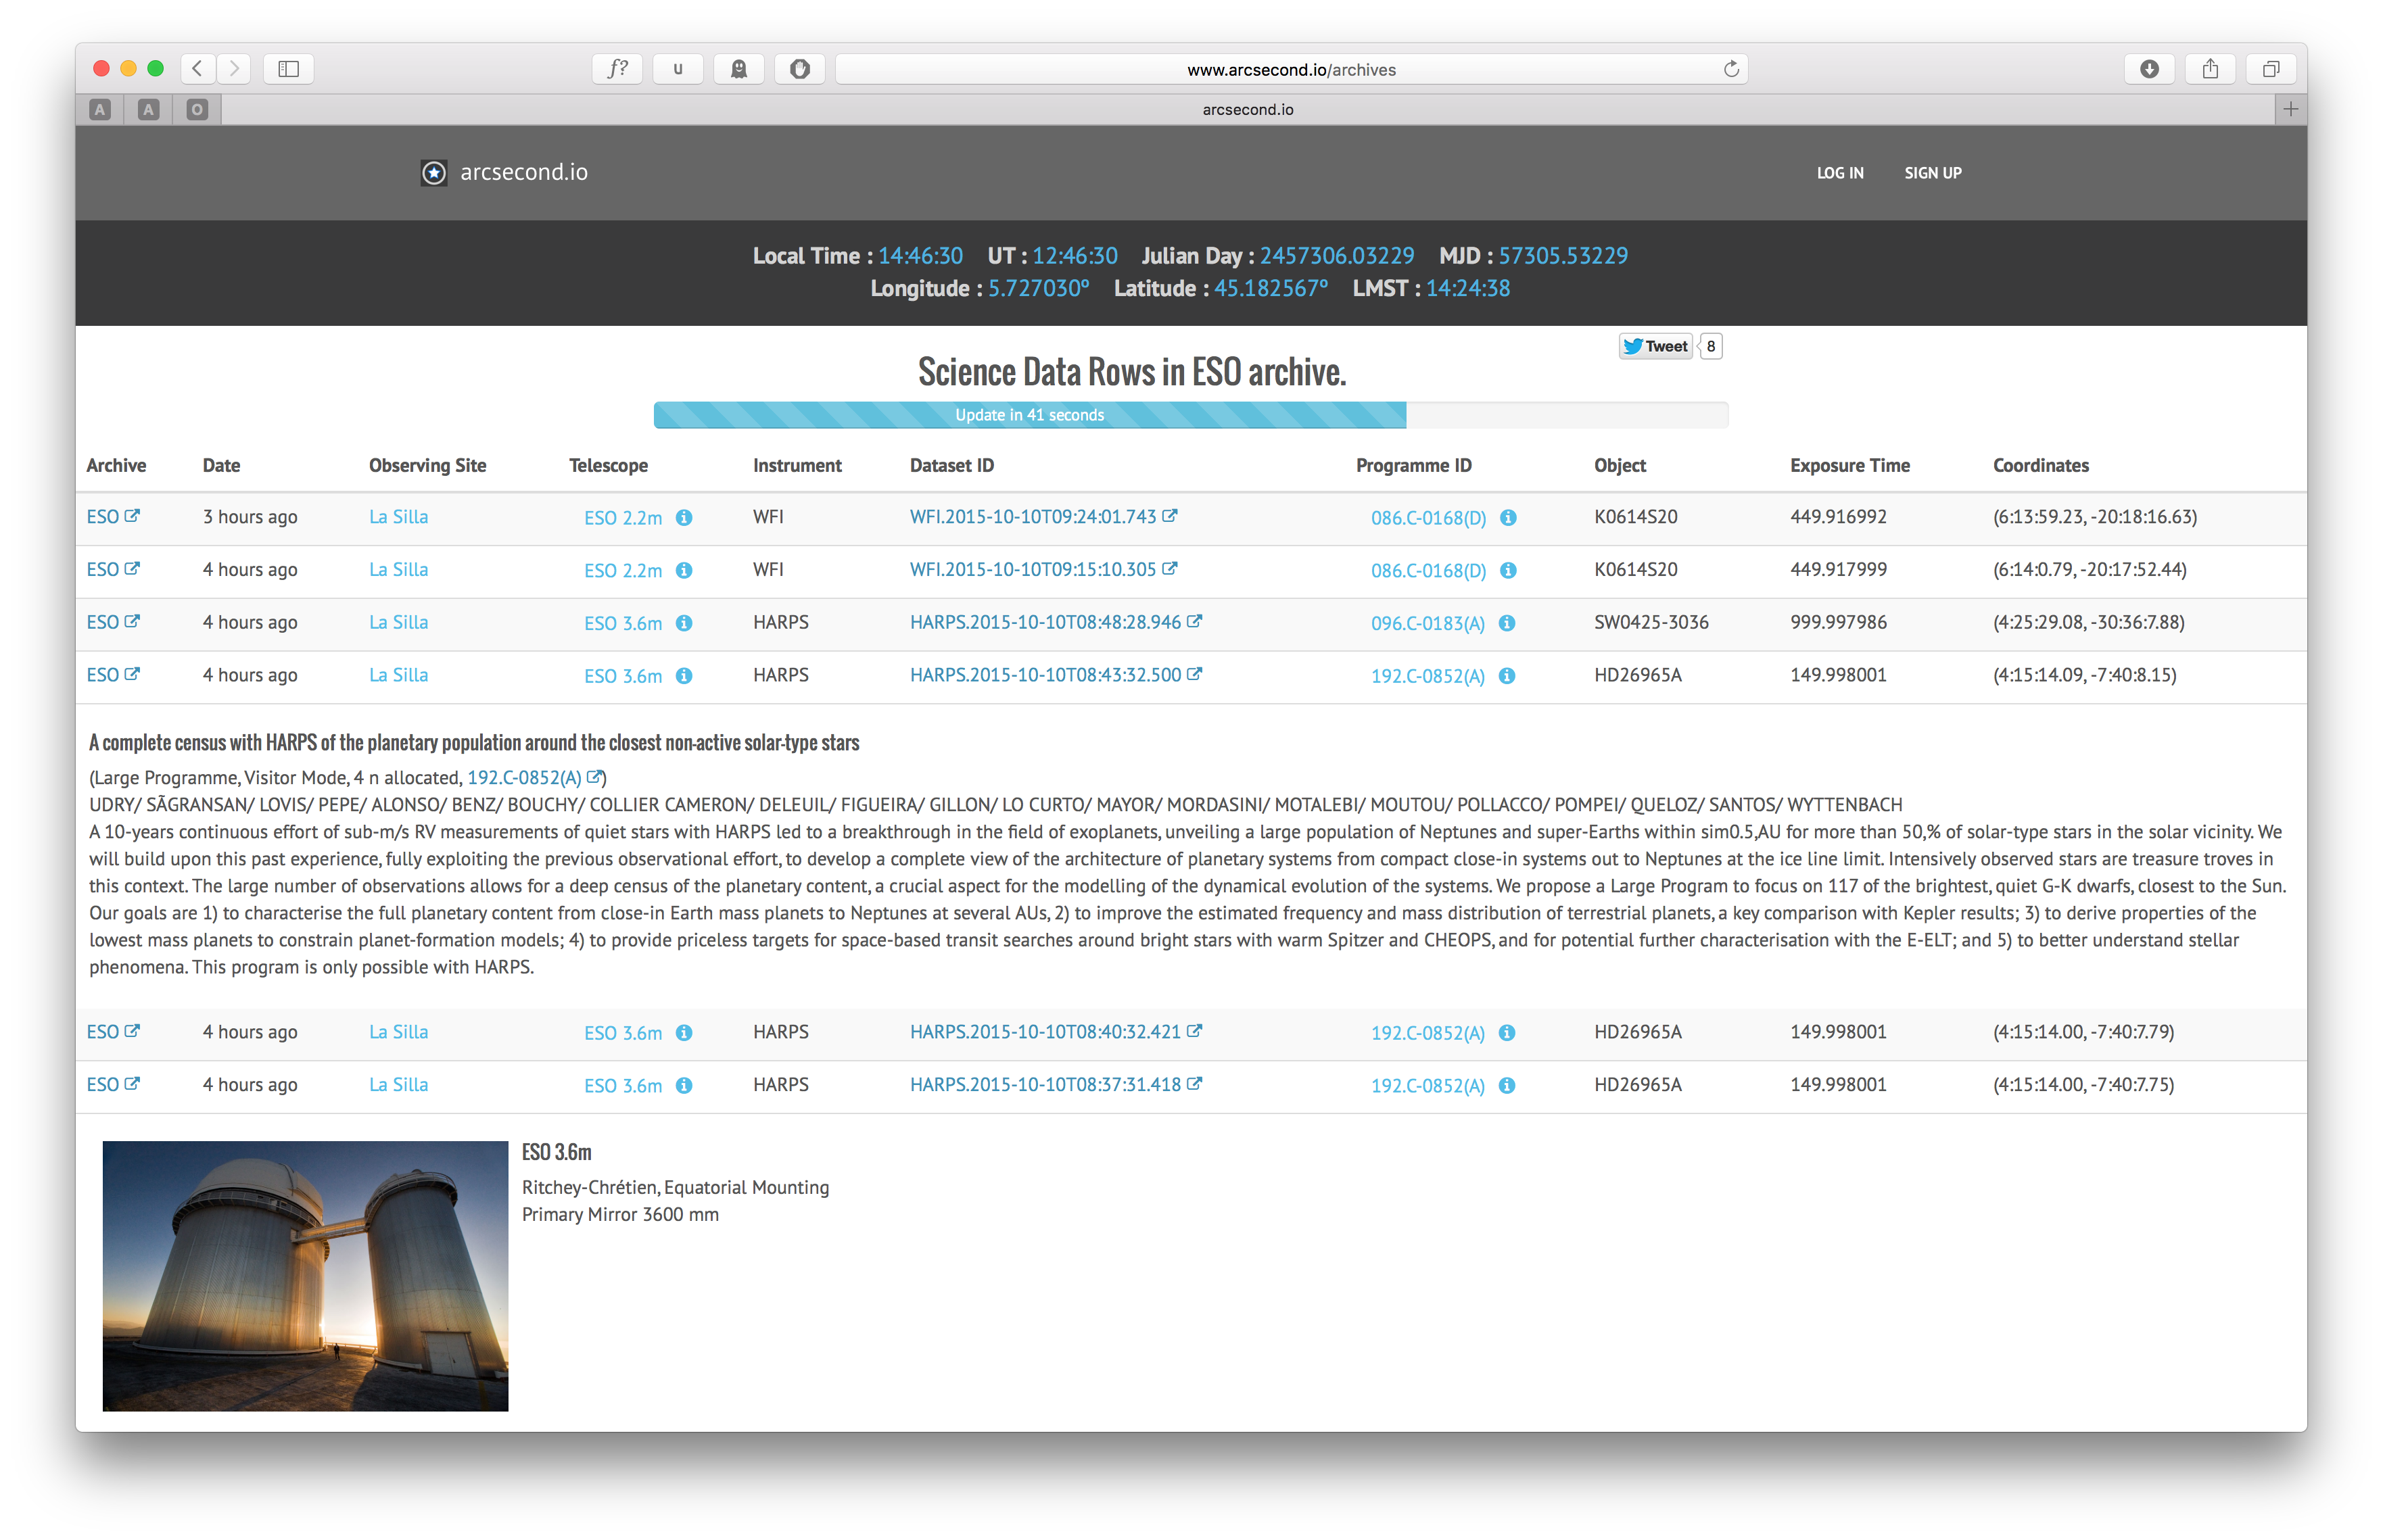 f? u www.arcsecond.io/archives
A A O arcsecond.io +
arcsecond.io LOG IN SIGN UP
Local Time : 14:46:30 UT : 12:46:30 Julian Day : 2457306.03229 MJD : 57305.53229
Longitude : 5.727030° Latitude : 45.182567° LMST : 14:24:38
Tweet 8
Science Data Rows in ESO archive.
Update in 41 seconds
Archive Date Observing Site Telescope Instrument Dataset ID Programme ID Object Exposure Time Coordinates
ESO 3 hours ago La Silla ESO 2.2m WFI WFI.2015-10-10T09:24:01.743 086.C-0168(D) K0614S20 449.916992 (6:13:59.23, -20:18:16.63)
ESO 4 hours ago La Silla ESO 2.2m WFI WFI.2015-10-10T09:15:10.305 086.C-0168(D) K0614S20 449.917999 (6:14:0.79, -20:17:52.44)
ESO 4 hours ago La Silla ESO 3.6m HARPS HARPS.2015-10-10T08:48:28.946 096.C-0183(A) SW0425-3036 999.997986 (4:25:29.08, -30:36:7.88)
ESO 4 hours ago La Silla ESO 3.6m HARPS HARPS.2015-10-10T08:43:32.500 192.C-0852(A) HD26965A 149.998001 (4:15:14.09, -7:40:8.15)
A complete census with HARPS of the planetary population around the closest non-active solar-type stars
(Large Programme, Visitor Mode, 4 n allocated, 192.C-0852(A) )
UDRY/ SÃGRANSAN/ LOVIS/ PEPE/ ALONSO/ BENZ/ BOUCHY/ COLLIER CAMERON/ DELEUIL/ FIGUEIRA/ GILLON/ LO CURTO/ MAYOR/ MORDASINI/ MOTALEBI/ MOUTOU/ POLLACCO/ POMPEI/ QUELOZ/ SANTOS/ WYTTENBACH
A 10-years continuous effort of sub-m/s RV measurements of quiet stars with HARPS led to a breakthrough in the field of exoplanets, unveiling a large population of Neptunes and super-Earths within sim0.5,AU for more than 50,% of solar-type stars in the solar vicinity. We
will build upon this past experience, fully exploiting the previous observational effort, to develop a complete view of the architecture of planetary systems from compact close-in systems out to Neptunes at the ice line limit. Intensively observed stars are treasure troves in
this context. The large number of observations allows for a deep census of the planetary content, a crucial aspect for the modelling of the dynamical evolution of the systems. We propose a Large Program to focus on 117 of the brightest, quiet G-K dwarfs, closest to the Sun.
Our goals are 1) to characterise the full planetary content from close-in Earth mass planets to Neptunes at several AUs, 2) to improve the estimated frequency and mass distribution of terrestrial planets, a key comparison with Kepler results; 3) to derive properties of the
lowest mass planets to constrain planet-formation models; 4) to provide priceless targets for space-based transit searches around bright stars with warm Spitzer and CHEOPS, and for potential further characterisation with the E-ELT; and 5) to better understand stellar
phenomena. This program is only possible with HARPS.
ESO 4 hours ago La Silla ESO 3.6m HARPS HARPS.2015-10-10T08:40:32.421 192.C-0852(A) HD26965A 149.998001 (4:15:14.00, -7:40:7.79)
ESO 4 hours ago La Silla ESO 3.6m HARPS HARPS.2015-10-10T08:37:31.418 192.C-0852(A) HD26965A 149.998001 (4:15:14.00, -7:40:7.75)
ESO 3.6m
Ritchey-Chrétien, Equatorial Mounting
Primary Mirror 3600 mm